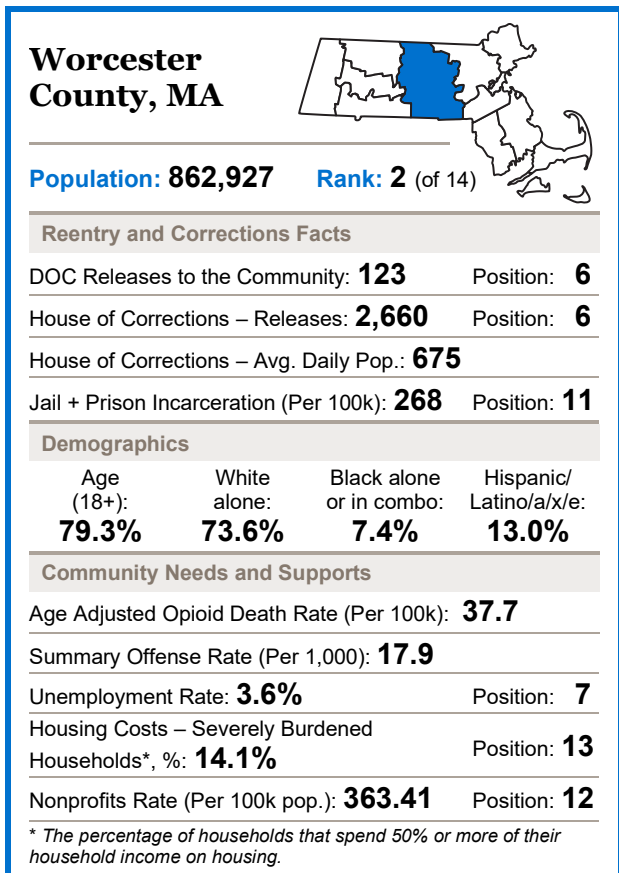 Worcester
County, MA
Population: 862,927 Rank: 2 (of 14)
Reentry and Corrections Facts
DOC Releases to the Community: 123 Position: 6
House of Corrections – Releases: 2,660 Position: 6
House of Corrections – Avg. Daily Pop.: 675
Jail + Prison Incarceration (Per 100k): 268 Position: 11
Demographics
Age White Black alone Hispanic/
(18+): alone: or in combo: Latino/a/x/e:
79.3% 73.6% 7.4% 13.0%
Community Needs and Supports
Age Adjusted Opioid Death Rate (Per 100k): 37.7
Summary Offense Rate (Per 1,000): 17.9
Unemployment Rate: 3.6% Position: 7
Housing Costs – Severely Burdened
Households*, %: 14.1% Position: 13
Nonprofits Rate (Per 100k pop.): 363.41 Position: 12
* The percentage of households that spend 50% or more of their
household income on housing.